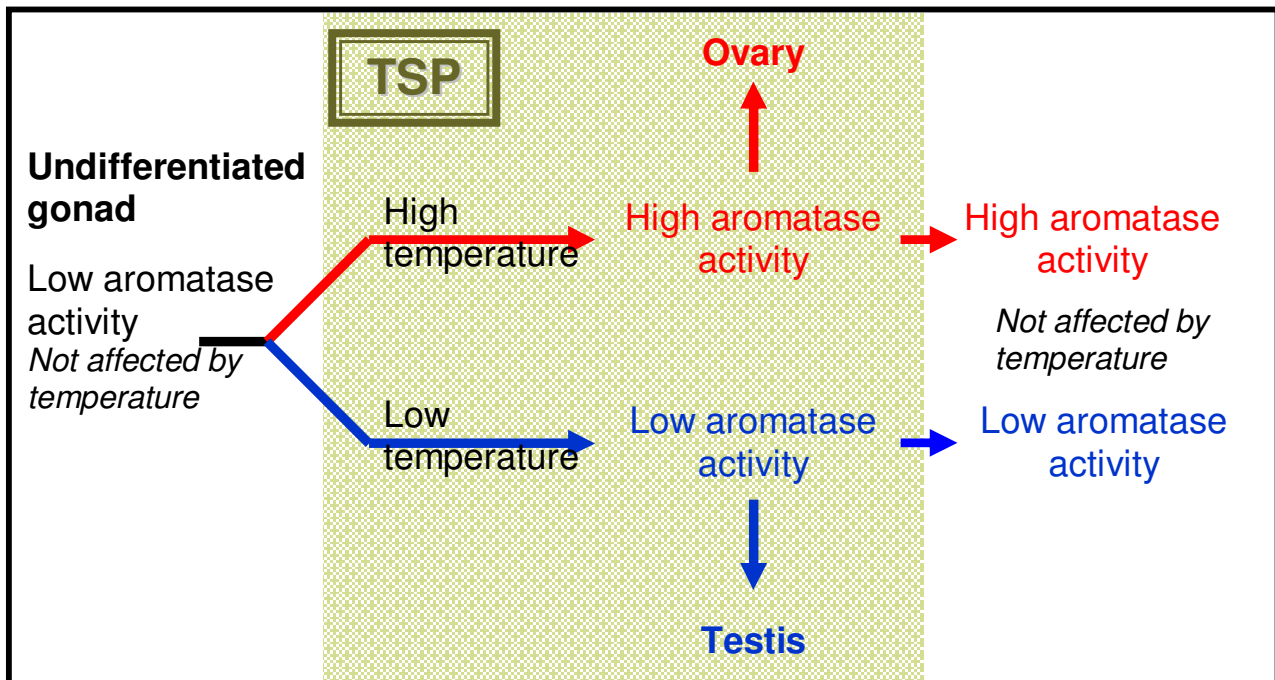 TSP
Ovary
Undifferentiated
gonad
Low aromatase
activity
Not affected by
temperature
High
temperature
High aromatase
activity
High aromatase
activity
Not affected by
temperature
Low
temperature
Low aromatase
activity
Low aromatase
activity
Testis